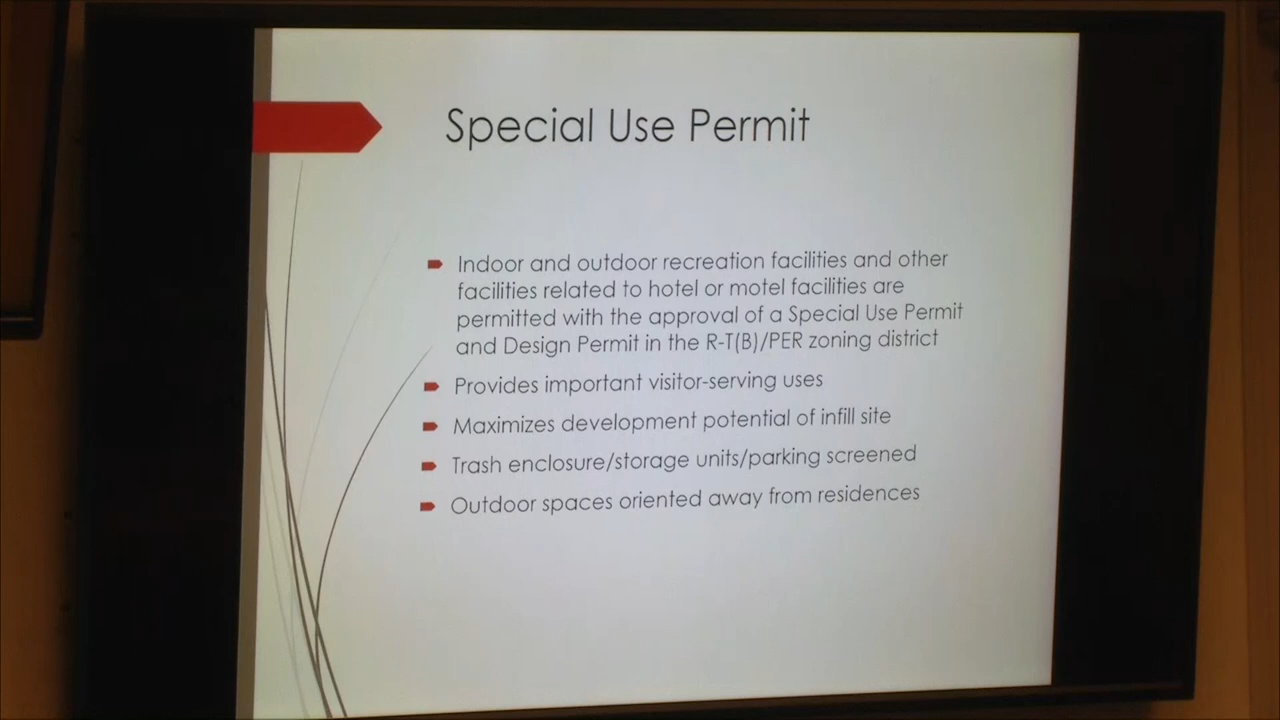 Special Use Permit
Indoor and outdoor recreation facilities and other
facilities related to hotel or motel facilities are
permitted with the approval of a Special Use Permit
and Design Permit in the R-T(B)/PER zoning district
Provides important visitor-serving uses
Maximizes development potential of infill site
Trash enclosure/storage units/parking screened
Outdoor spaces oriented away from residences